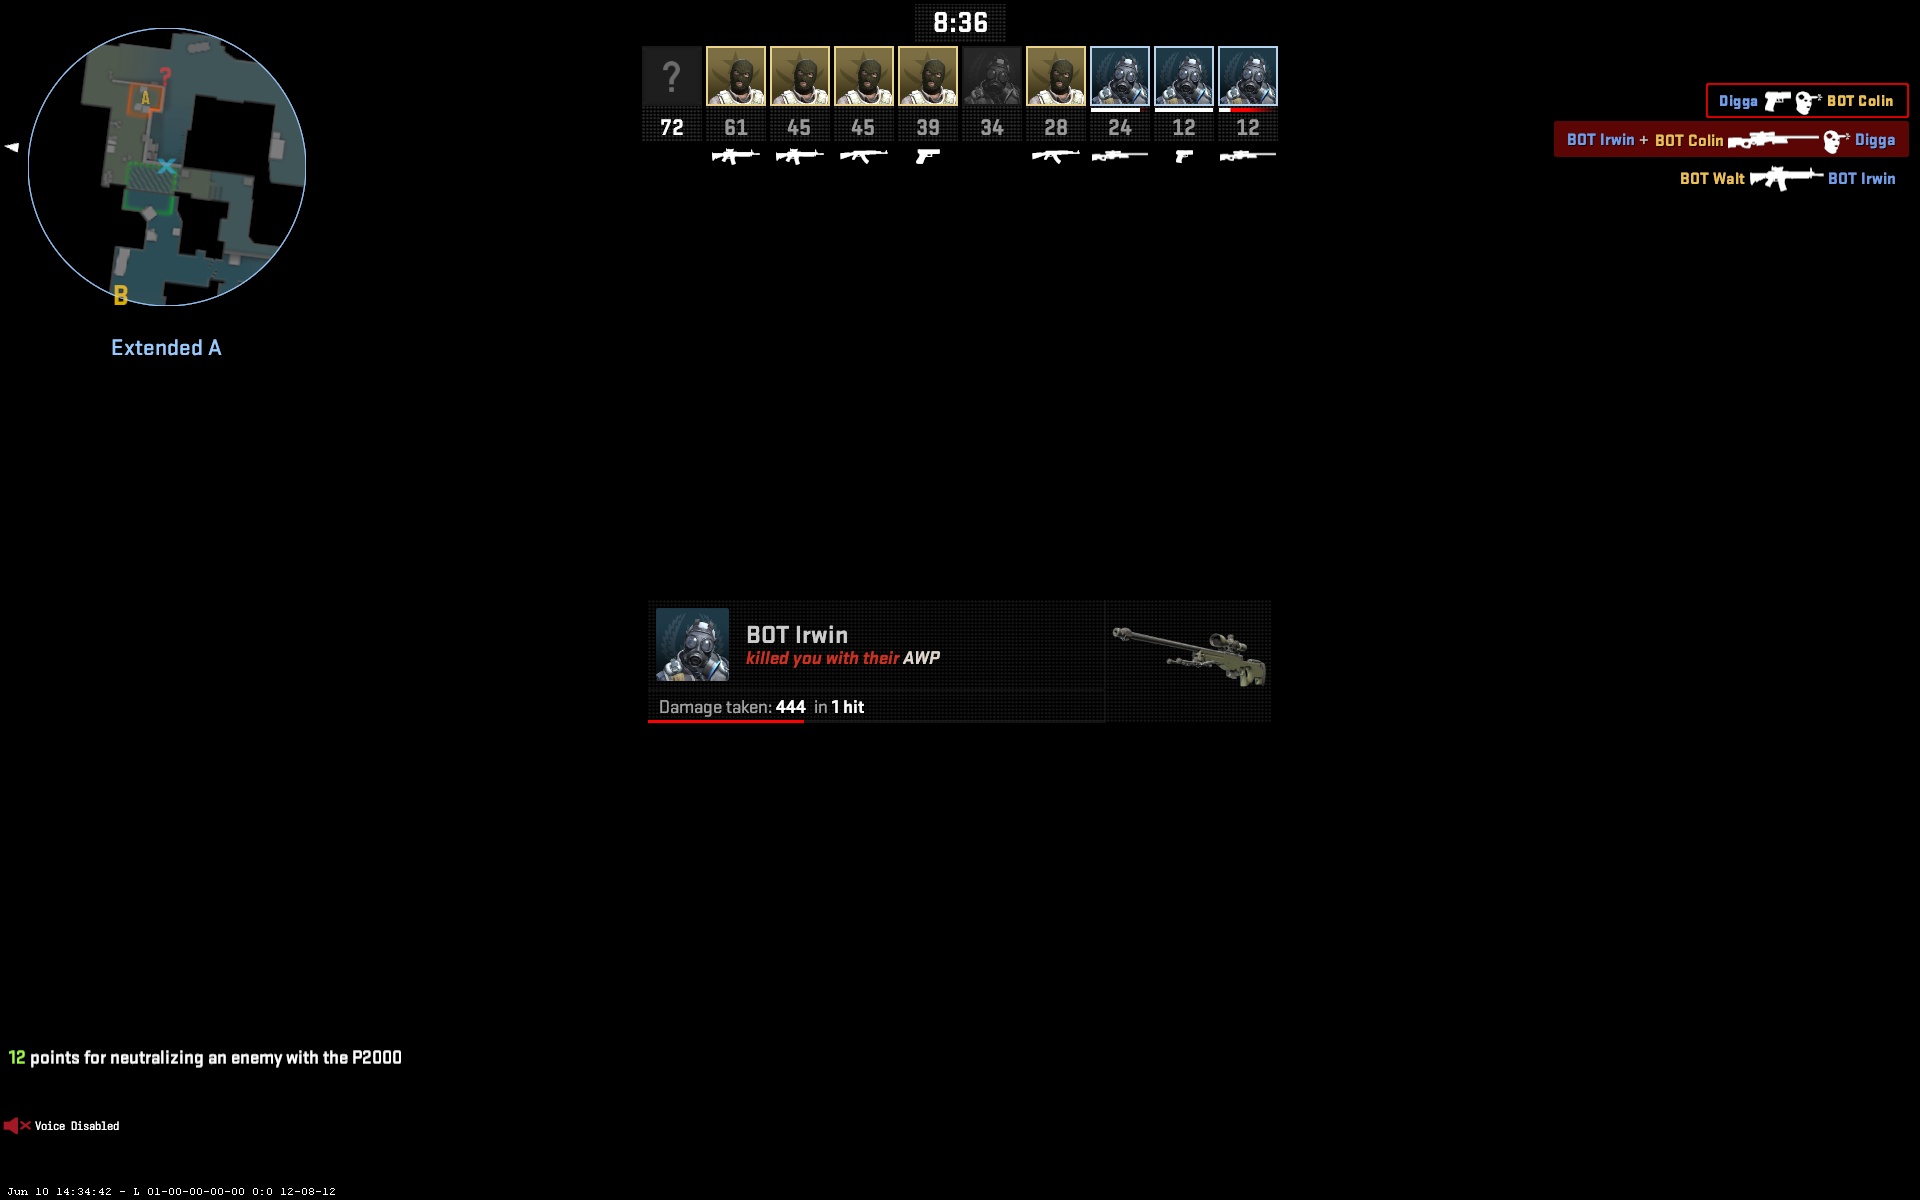 8:36
?
72 61 45 45 39 34 28 24 12 12
?
A
B
Extended A
Digga BOT Colin
BOT Irwin + BOT Colin Digga
BOT Walt BOT Irwin
BOT Irwin
killed you with their AWP
Damage taken: 444 in 1 hit
12 points for neutralizing an enemy with the P2000
Voice Disabled
Jun 10 14:34:42 - L 01-00-00-00-00 0:0 12-08-12